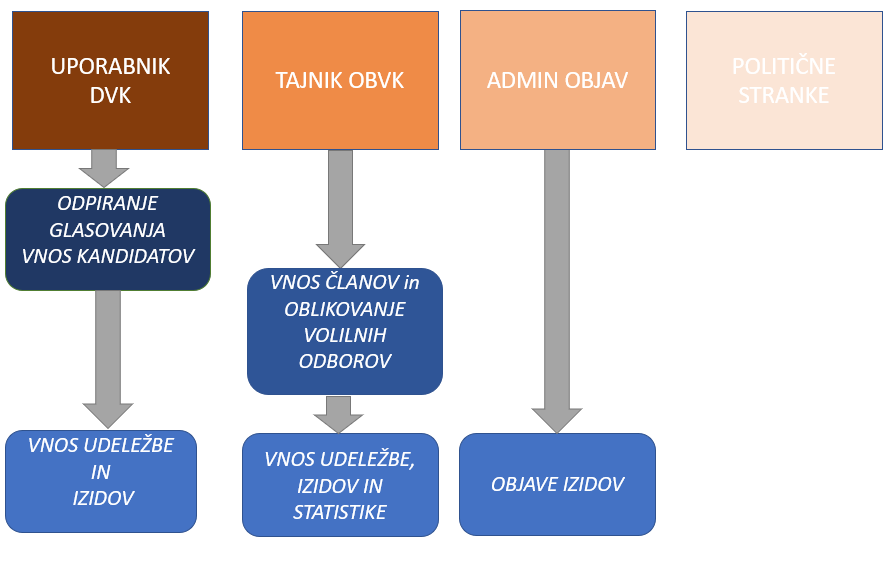 UPORABNIK
DVK
TAJNIK OBVK
ADMIN OBJAV
POLITIČNE
STRANKE
ODPIRANJE
GLASOVANJA
VNOS KANDIDATOV
VNOS ČLANOV in
OBLIKOVANJE
VOLILNIH
ODBOROV
VNOS UDELEŽBE
IN
IZIDOV
VNOS UDELEŽBE,
IZIDOV IN
STATISTIKE
OBJAVE IZIDOV